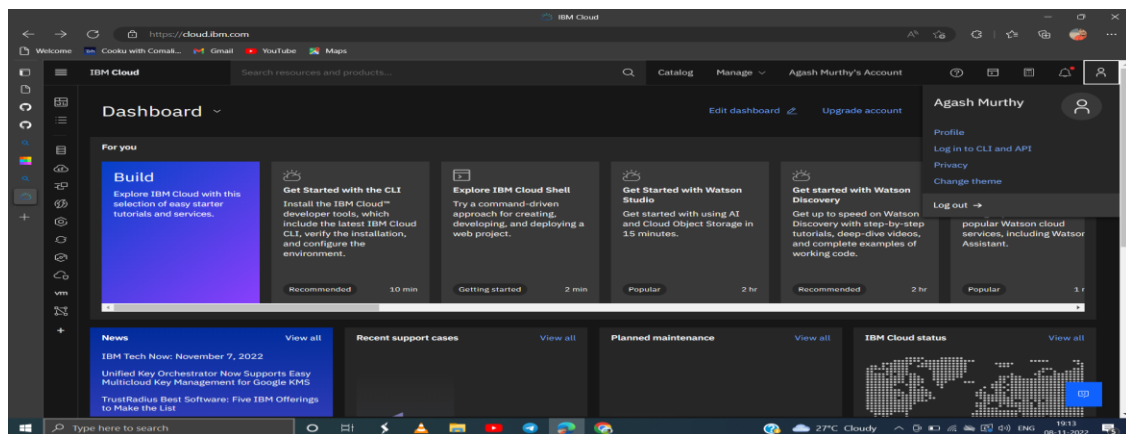 IBM Cloud
https://cloud.ibm.com
Welcome
Cooku with Comali...
Gmail
YouTube
Maps
IBM Cloud
Search resources and products...
Catalog
Manage
Agash Murthy's Account
Dashboard
Edit dashboard
Upgrade account
Agash Murthy
Profile
Log in to CLI and API
Privacy
Change theme
Log out →
For you
Build
Explore IBM Cloud with this
selection of easy starter
tutorials and services.
Get Started with the CLI
Install the IBM Cloud™
developer tools, which
include the latest IBM Cloud
CLI, verify the installation,
and configure the
environment.
Recommended
10 min
Explore IBM Cloud Shell
Try a command-driven
approach for creating,
developing, and deploying a
web project.
Getting started
2 min
Get Started with Watson
Studio
Get started with using AI
and Cloud Object Storage in
15 minutes.
Popular
2 hr
Get started with Watson
Discovery
Get up to speed on Watson
Discovery with step-by-step
tutorials, deep-dive videos,
and complete examples of
working code.
Recommended
2 hr
popular Watson cloud
services, including Watson
Assistant.
Popular
vm
News
View all
IBM Tech Now: November 7, 2022
Unified Key Orchestrator Now Supports Easy
Multicloud Key Management for Google KMS
TrustRadius Best Software: Five IBM Offerings
to Make the List
Recent support cases
View all
Planned maintenance
View all
IBM Cloud status
View all
Type here to search
27°C Cloudy
ENG
19:13
08-11-2022